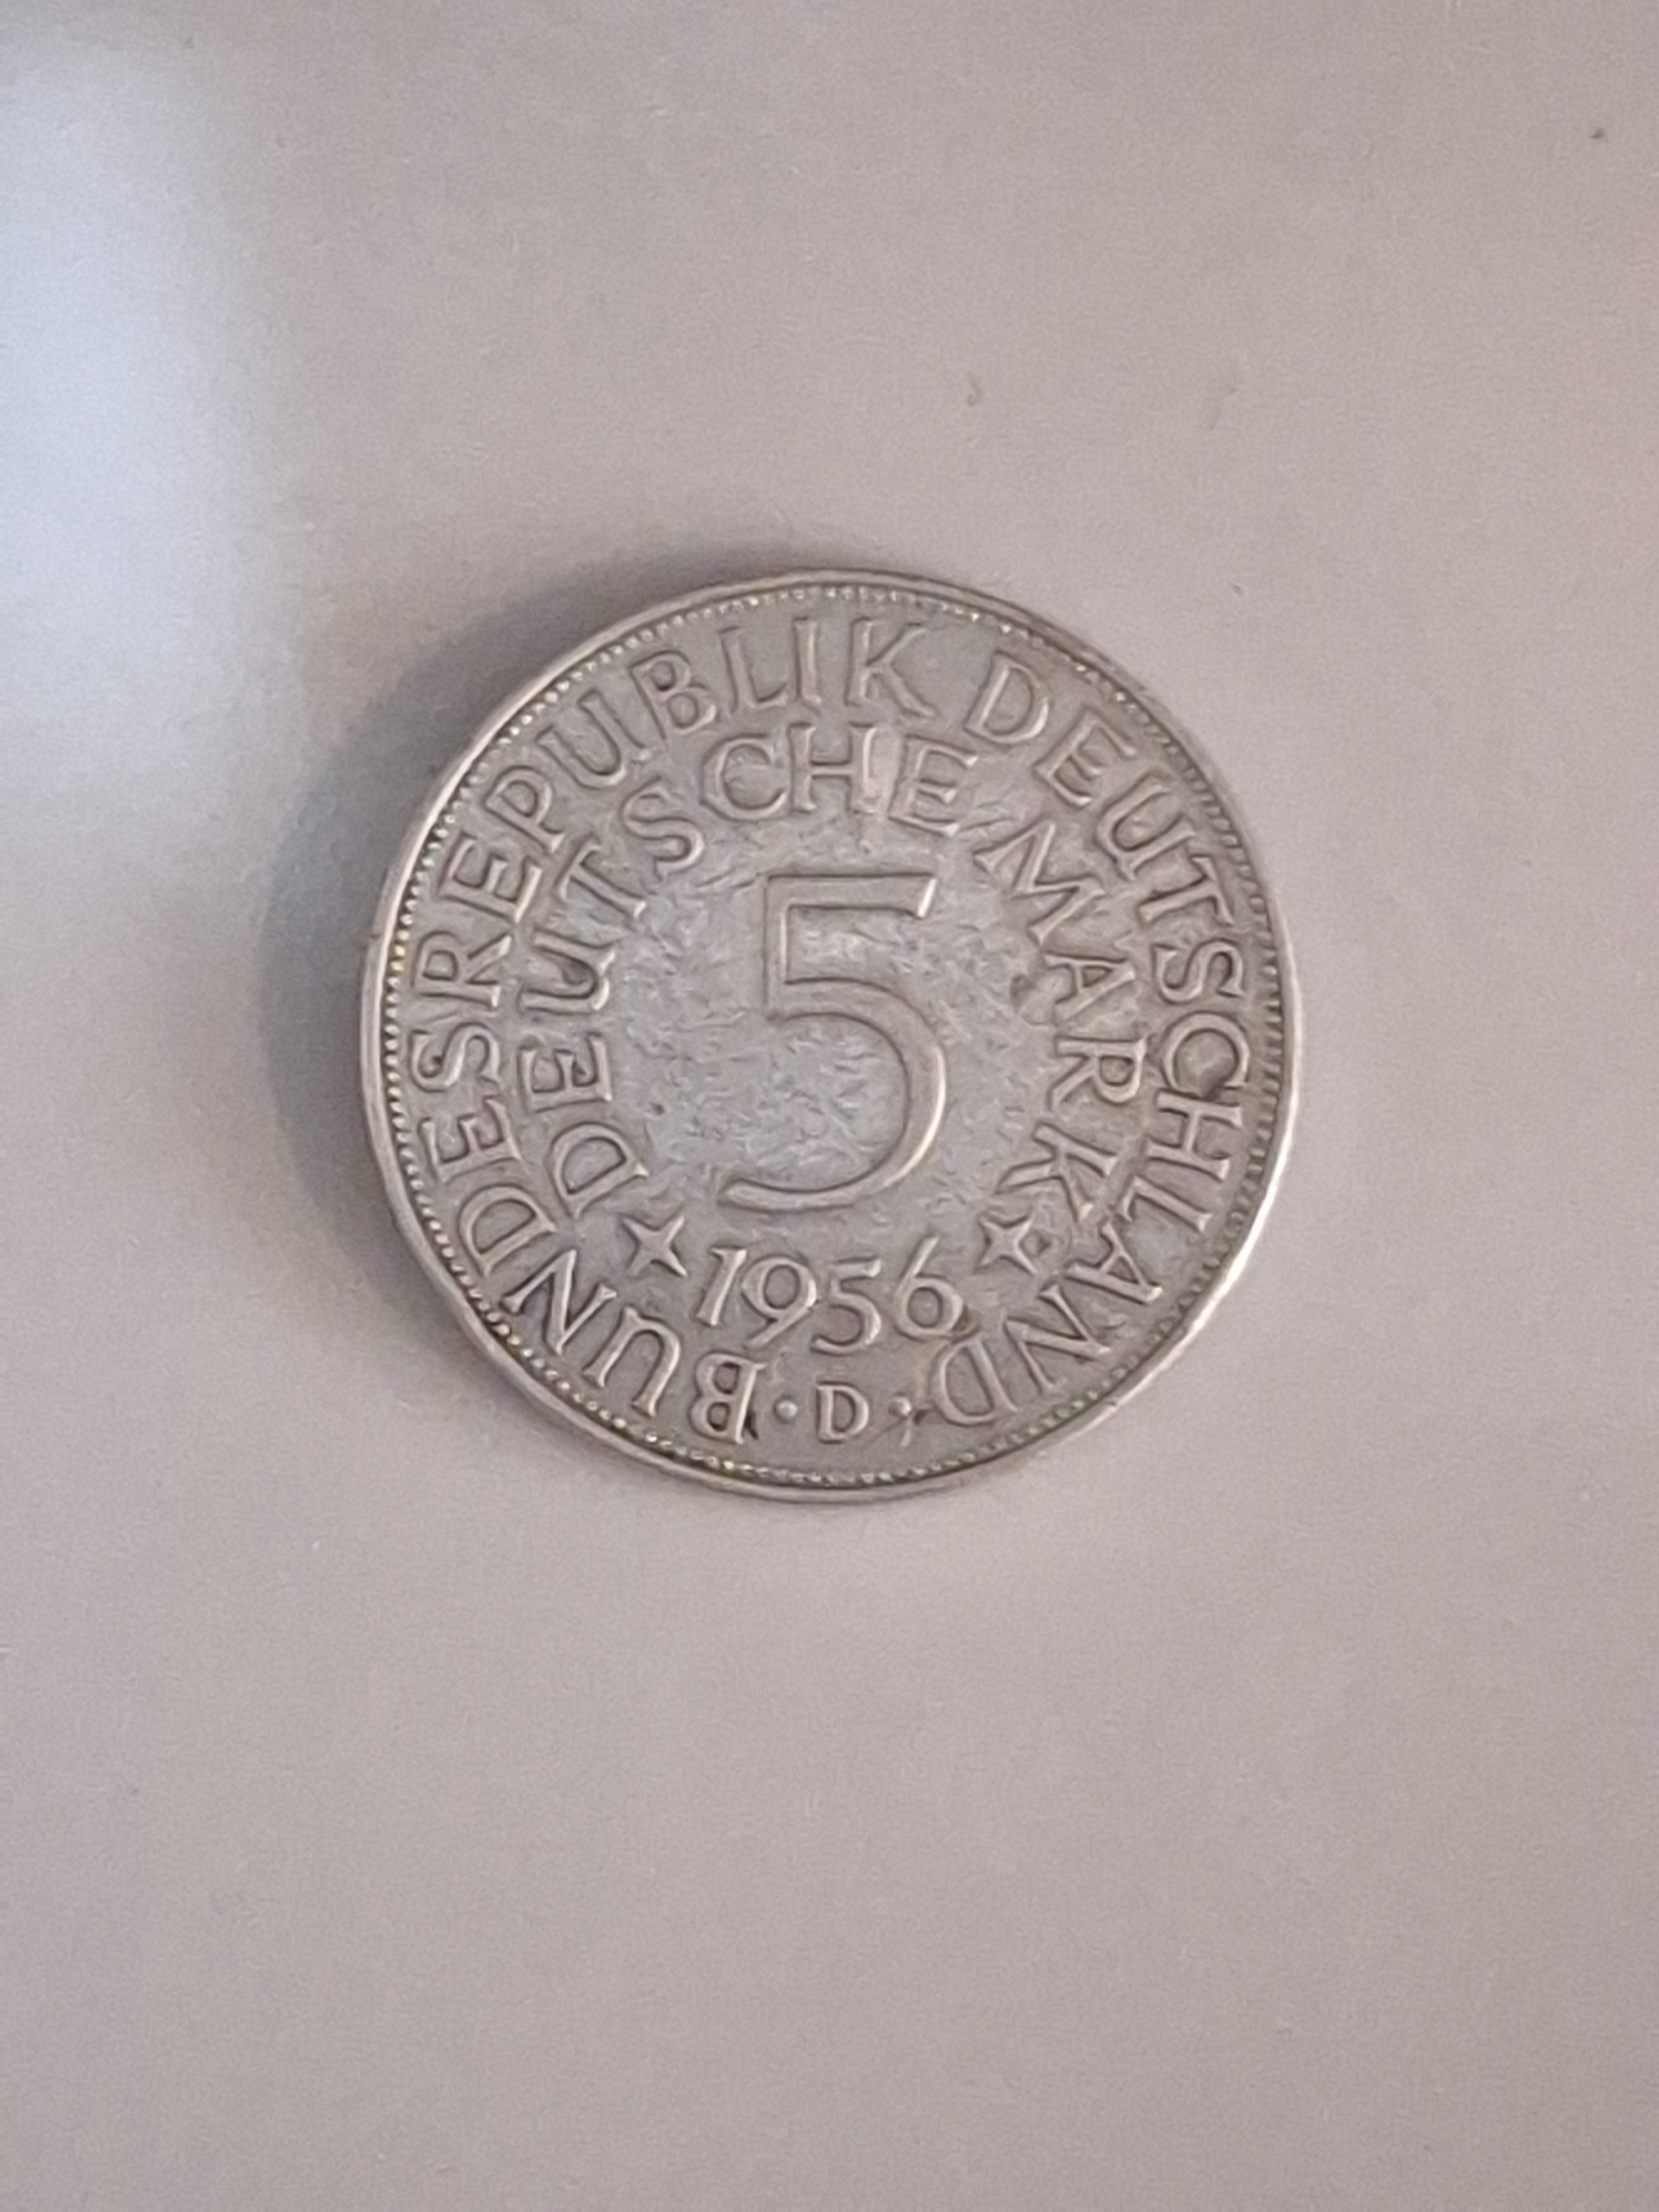 BUNDESREPUBLIK DEUTSCHLAND
DEUTSCHE MARK
5
1956
D